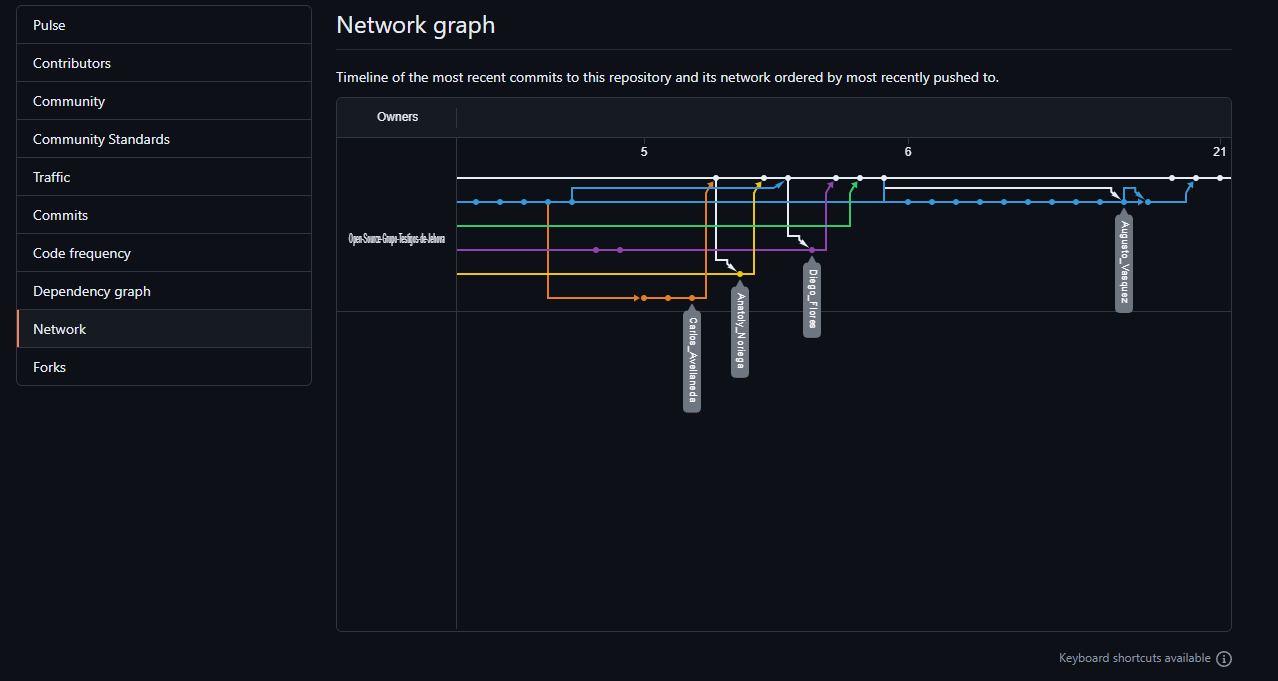 Pulse
Contributors
Community
Community Standards
Traffic
Commits
Code frequency
Dependency graph
Network
Forks
Network graph
Timeline of the most recent commits to this repository and its network ordered by most recently pushed to.
Owners
5
6
21
Open-Source-Grupo-Testigos-de-Jehova
Carlos_Avellaneda
Anatoly_Noriega
Diego_Flores
Augusto_Vasquez
Keyboard shortcuts available